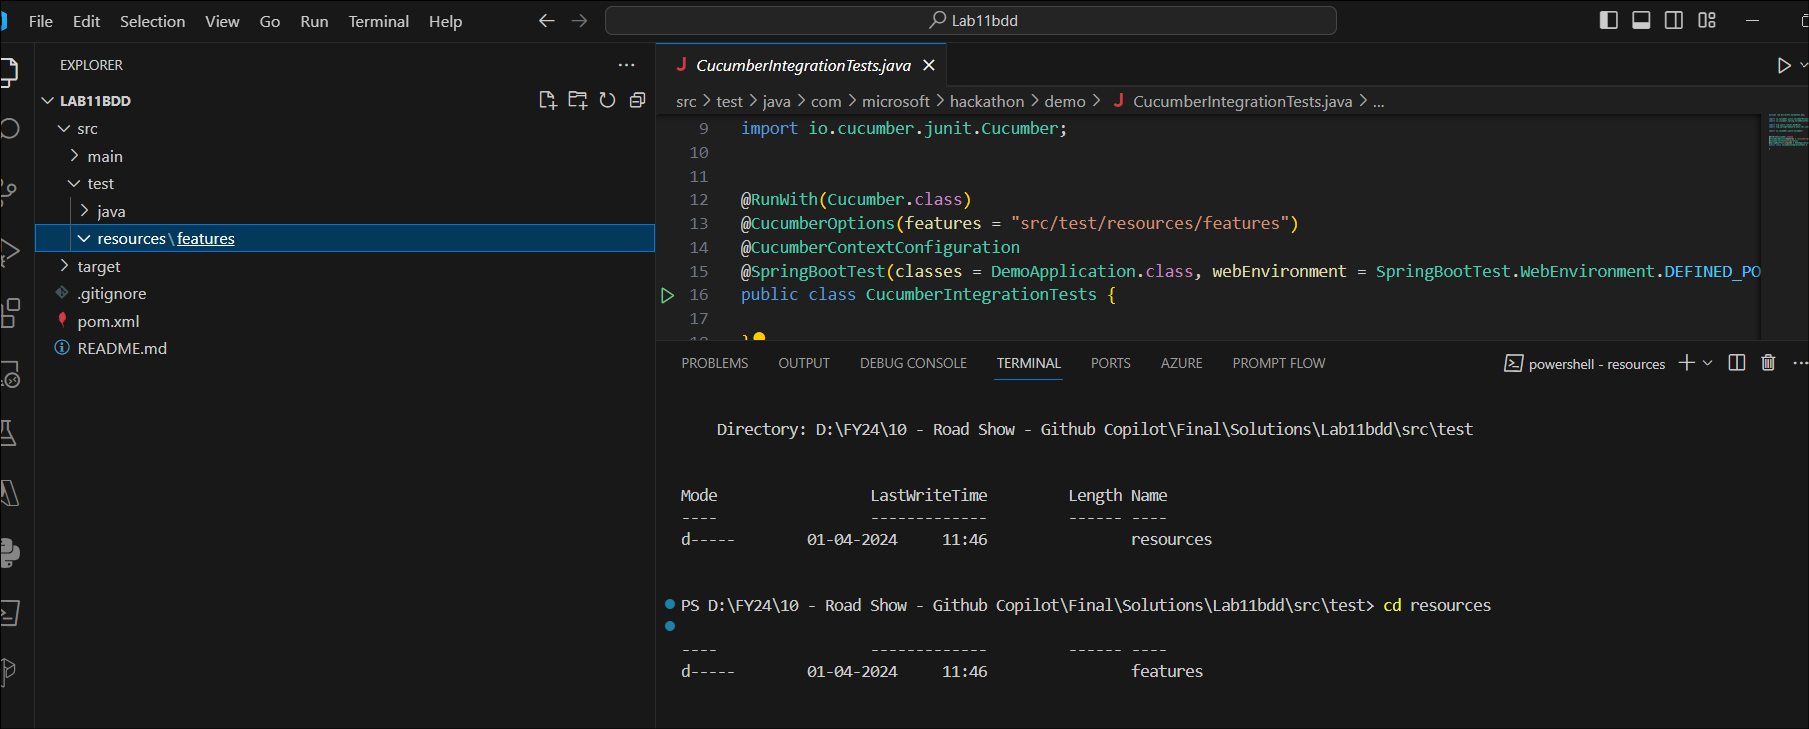 File Edit Selection View Go Run Terminal Help
Lab11bdd
EXPLORER
LAB11BDD
src
main
test
java
resources\features
target
.gitignore
pom.xml
README.md
CucumberIntegrationTests.java
src > test > java > com > microsoft > hackathon > demo > CucumberIntegrationTests.java > ...
9 import io.cucumber.junit.Cucumber;
10
11
12 @RunWith(Cucumber.class)
13 @CucumberOptions(features = "src/test/resources/features")
14 @CucumberContextConfiguration
15 @SpringBootTest(classes = DemoApplication.class, webEnvironment = SpringBootTest.WebEnvironment.DEFINED_PO
16 public class CucumberIntegrationTests {
17
PROBLEMS OUTPUT DEBUG CONSOLE TERMINAL PORTS AZURE PROMPT FLOW
powershell - resources
Directory: D:\FY24\10 - Road Show - Github Copilot\Final\Solutions\Lab11bdd\src\test
Mode LastWriteTime Length Name
---- ------------- ------ ----
d----- 01-04-2024 11:46 resources
PS D:\FY24\10 - Road Show - Github Copilot\Final\Solutions\Lab11bdd\src\test> cd resources
---- ------------- ------ ----
d----- 01-04-2024 11:46 features